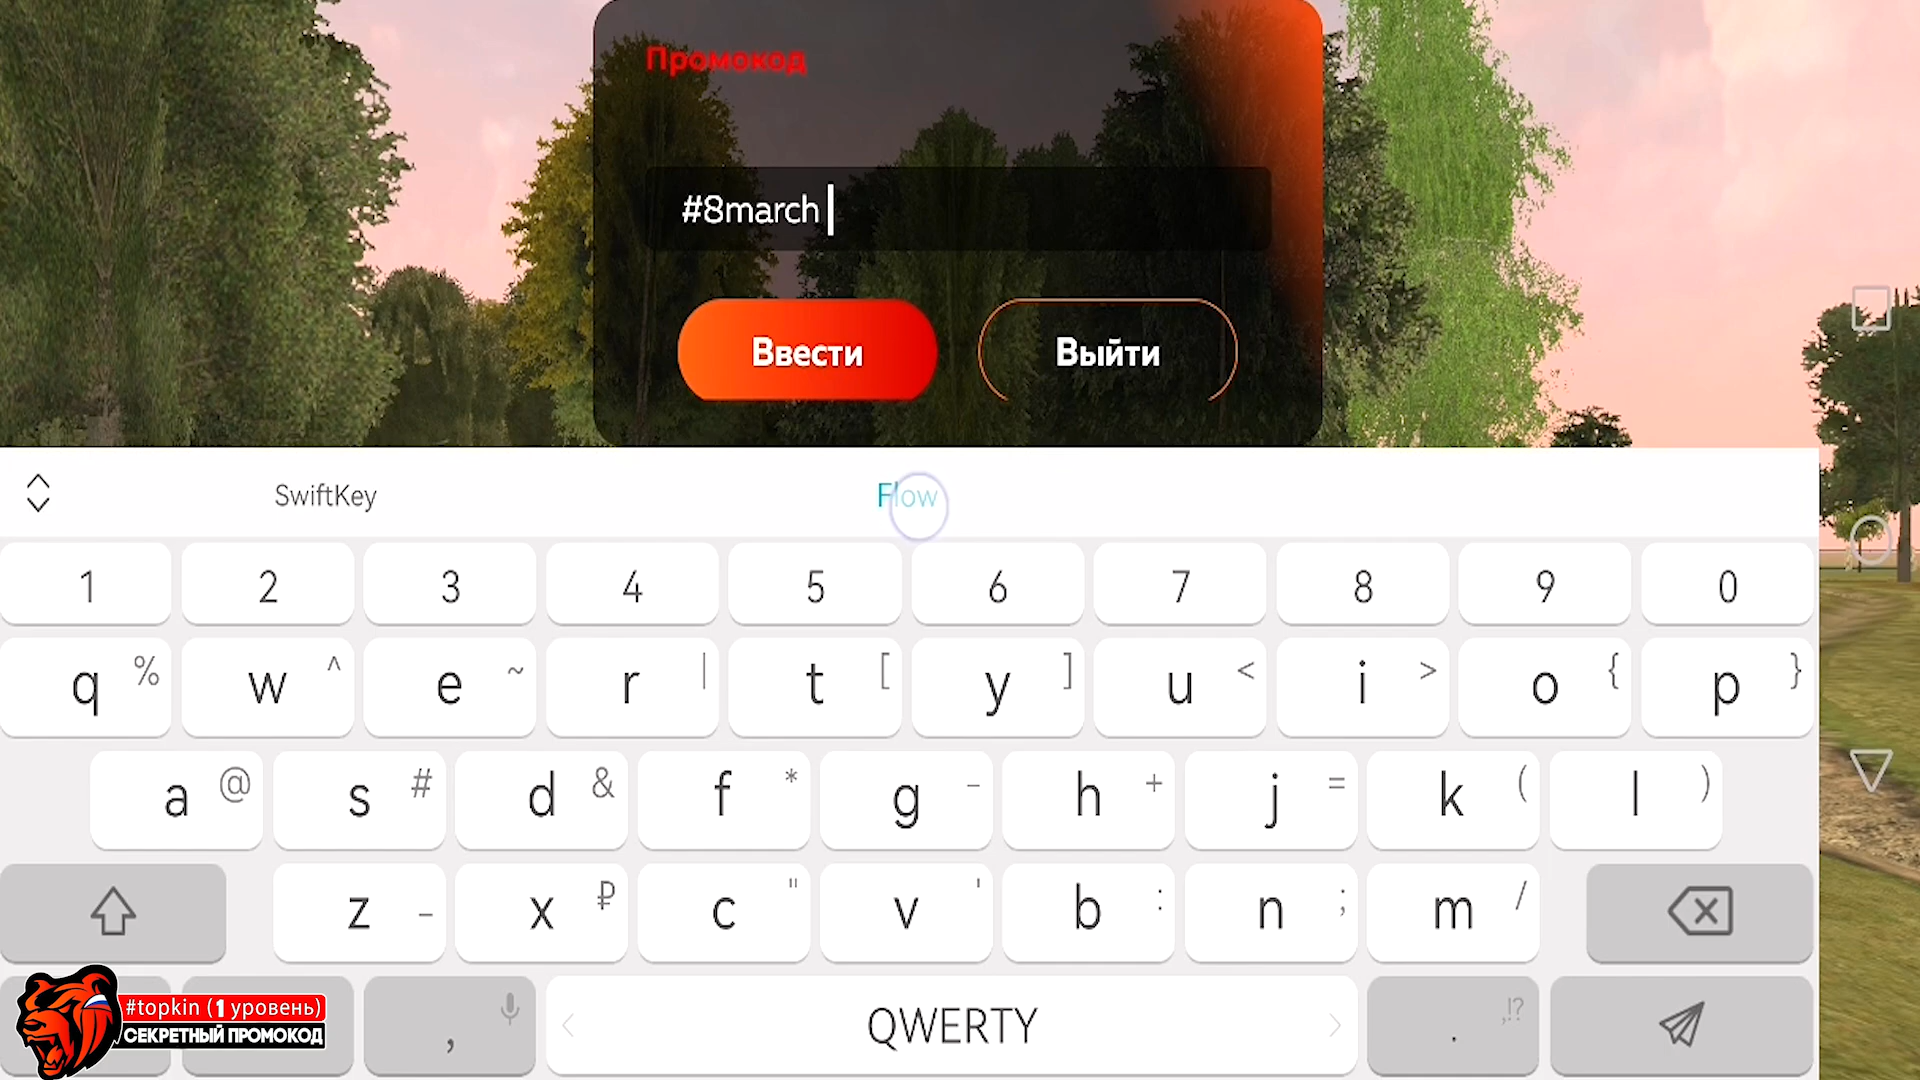 Промокод
#8march
Ввести
Выйти
SwiftKey
Flow
1 2 3 4 5 6 7 8 9 0
q % w ^ e ~ r | t [ y ] u < i > o { p }
a @ s # d & f * g - h + j = k ( l )
z _ x ₽ c " v ' b : n ; m /
, QWERTY . ,!?
#topkin (1 уровень)
СЕКРЕТНЫЙ ПРОМОКОД